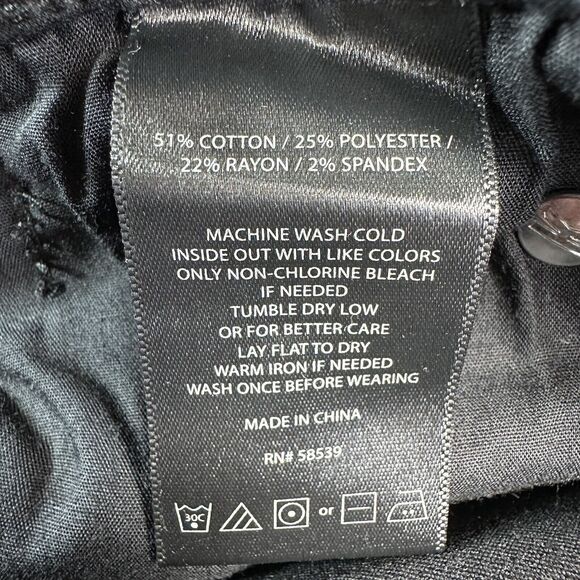 51% COTTON / 25% POLYESTER /
22% RAYON / 2% SPANDEX
MACHINE WASH COLD
INSIDE OUT WITH LIKE COLORS
ONLY NON-CHLORINE BLEACH
IF NEEDED
TUMBLE DRY LOW
OR FOR BETTER CARE
LAY FLAT TO DRY
WARM IRON IF NEEDED
WASH ONCE BEFORE WEARING
MADE IN CHINA
RN# 58539
30C or